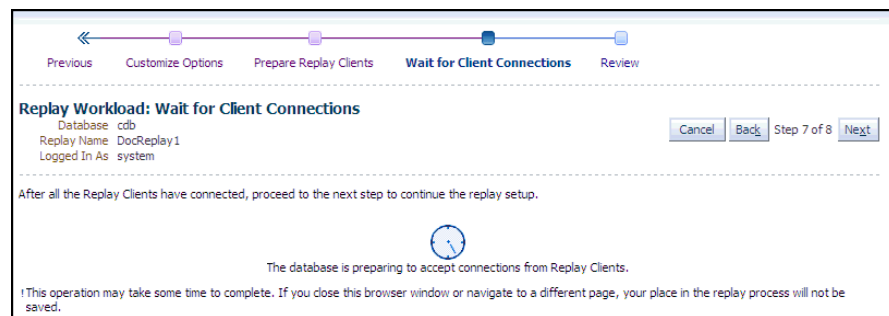 Previous Customize Options Prepare Replay Clients Wait for Client Connections Review
Replay Workload: Wait for Client Connections
Database cdb
Replay Name DocReplay1
Logged In As system
Cancel Back Step 7 of 8 Next
After all the Replay Clients have connected, proceed to the next step to continue the replay setup.
The database is preparing to accept connections from Replay Clients.
! This operation may take some time to complete. If you close this browser window or navigate to a different page, your place in the replay process will not be
saved.